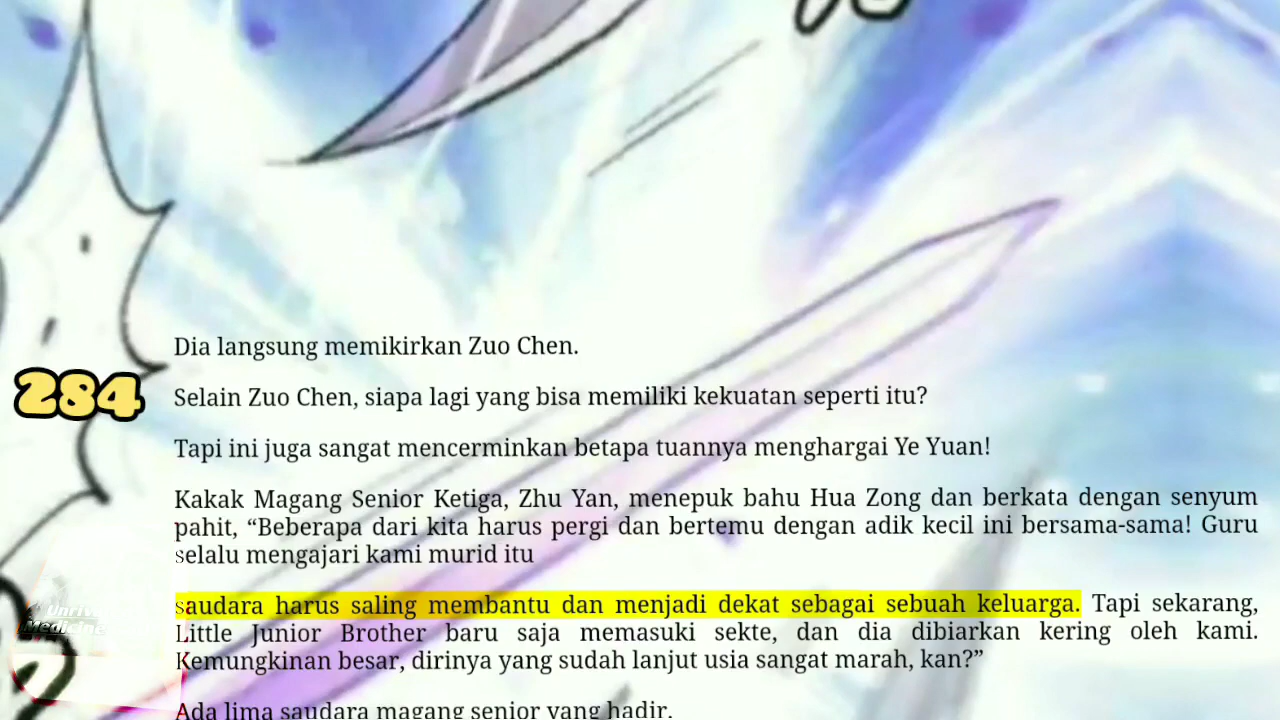 Dia langsung memikirkan Zuo Chen.
284
Selain Zuo Chen, siapa lagi yang bisa memiliki kekuatan seperti itu?
Tapi ini juga sangat mencerminkan betapa tuannya menghargai Ye Yuan!
Kakak Magang Senior Ketiga, Zhu Yan, menepuk bahu Hua Zong dan berkata dengan senyum
pahit, “Beberapa dari kita harus pergi dan bertemu dengan adik kecil ini bersama-sama! Guru
selalu mengajari kami murid itu
saudara harus saling membantu dan menjadi dekat sebagai sebuah keluarga. Tapi sekarang,
Little Junior Brother baru saja memasuki sekte, dan dia dibiarkan kering oleh kami.
Kemungkinan besar, dirinya yang sudah lanjut usia sangat marah, kan?”
Medicine
Ada lima saudara magang senior yang hadir.